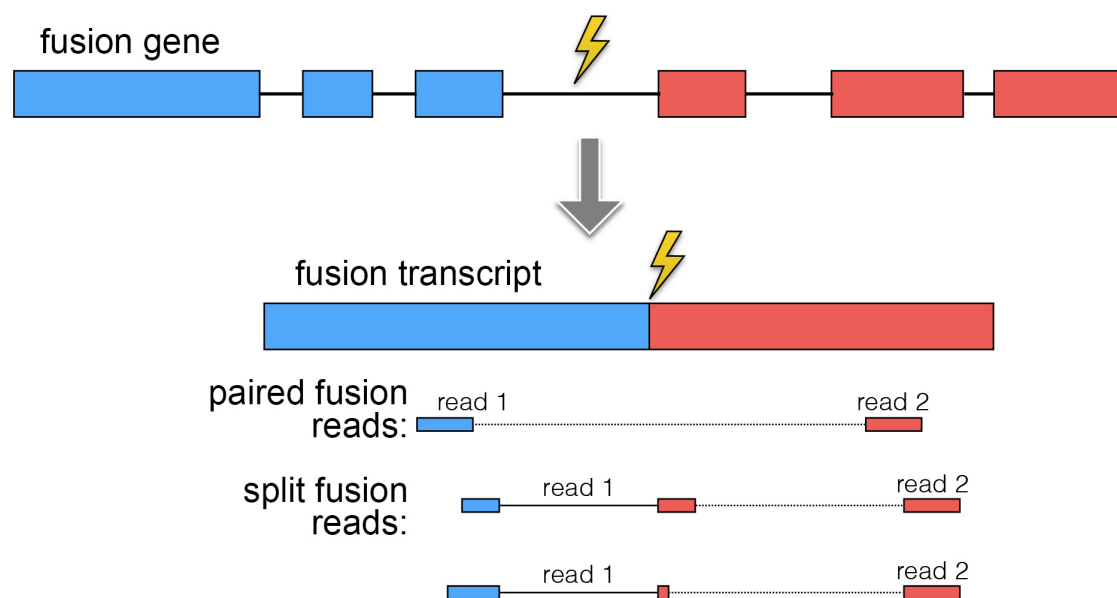 fusion gene
fusion transcript
paired fusion
reads:
read 1
read 2
split fusion
reads:
read 1
read 2
read 1
read 2